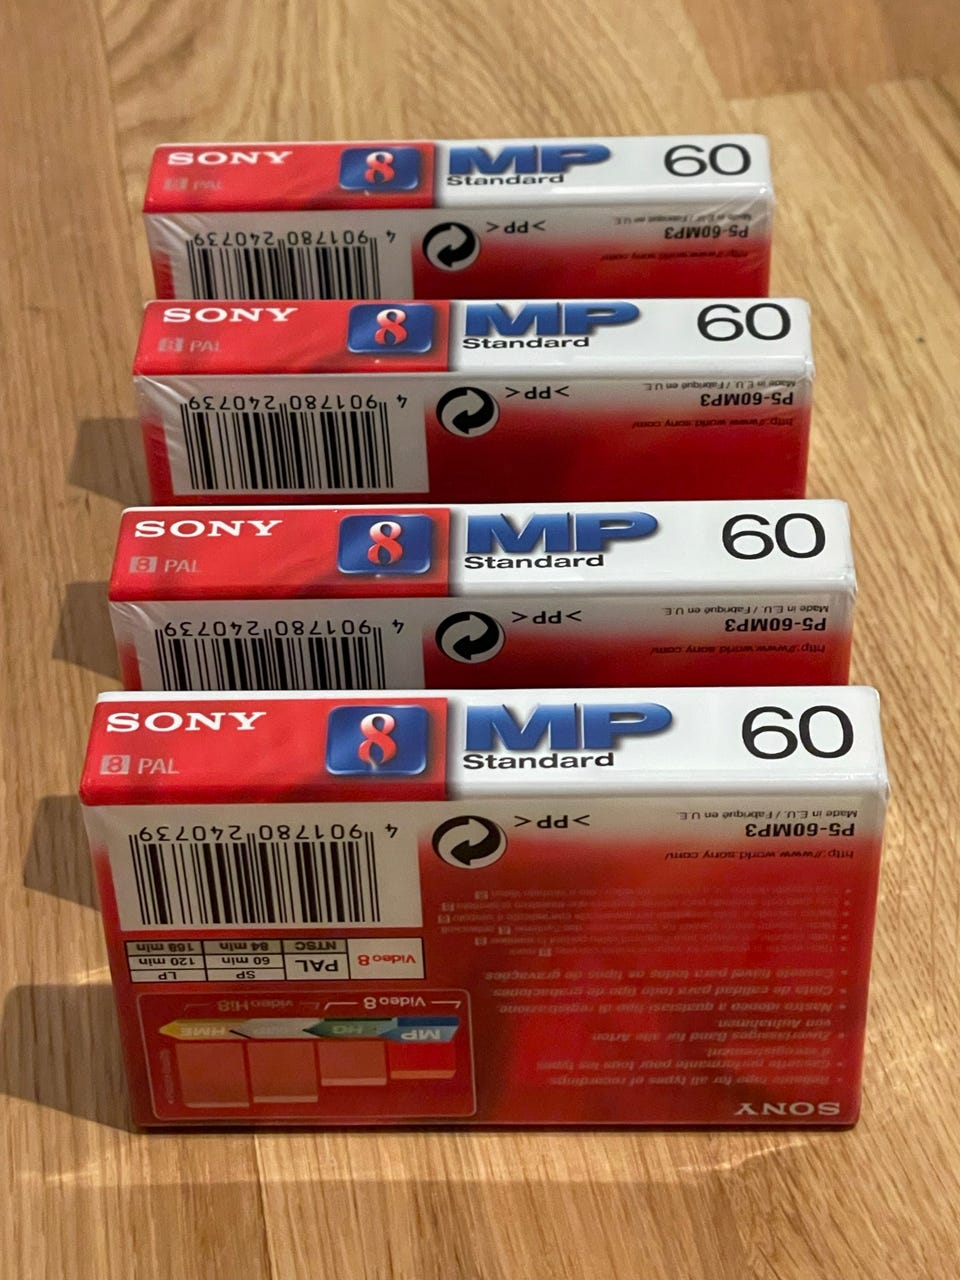 SONY 8 MP 60
8 PAL Standard
4 901780 240739 >PP< Made in E.U. / Fabriqué en U.E.
P5-60MP3
http://www.world.sony.com/
SONY 8 MP 60
8 PAL Standard
4 901780 240739 >PP< Made in E.U. / Fabriqué en U.E.
P5-60MP3
http://www.world.sony.com/
SONY 8 MP 60
8 PAL Standard
4 901780 240739 >PP< Made in E.U. / Fabriqué en U.E.
P5-60MP3
http://www.world.sony.com/
SONY 8 MP 60
8 PAL Standard
SONY
• Reliable tape for all types of recordings.
• Cassette performante pour tous les types
d'enregistrement
• Zuverlässiges Band für alle Arten
von Aufnahmen
• Nastro idoneo a qualsiasi tipo di registrazione.
• Cinta de calidad para todo tipo de grabaciones.
• Cassete fiável para todos os tipos de gravações.
MP HG HME
Video 8 video Hi8
Video 8 PAL SP LP
60 min 120 min
NTSC 84 min 168 min
http://www.world.sony.com/
P5-60MP3
Made in E.U. / Fabriqué en U.E.
>PP<
4 901780 240739